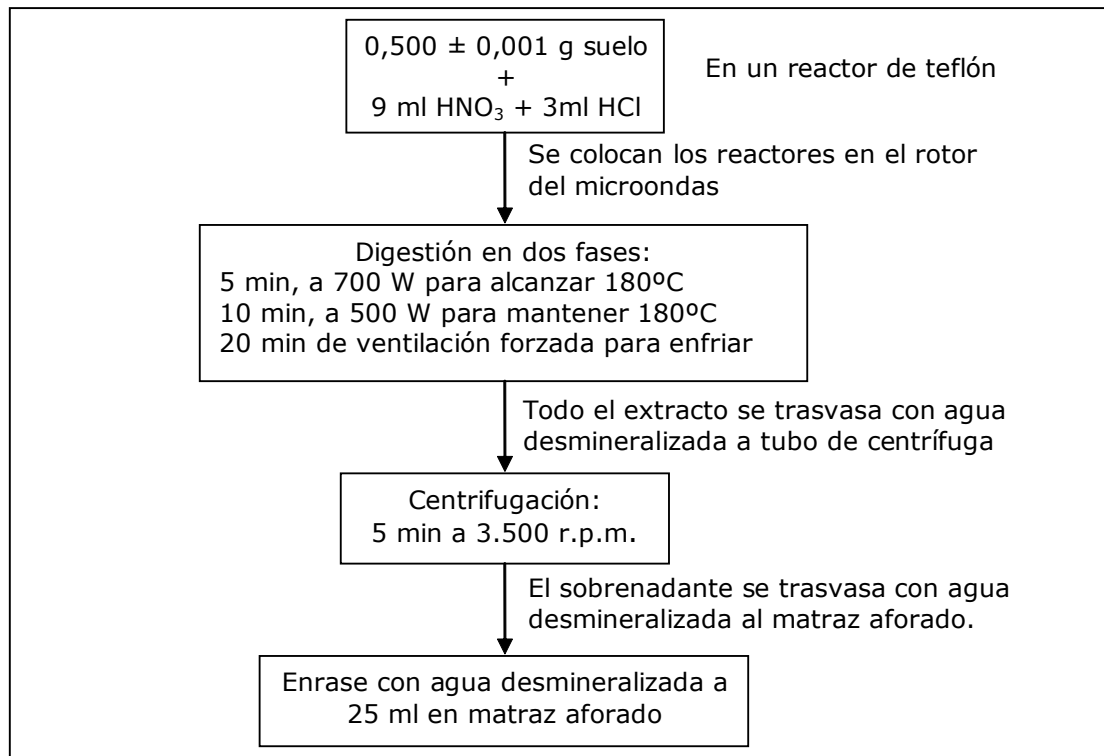 0,500 ± 0,001 g suelo
+
9 ml HNO₃ + 3ml HCl
En un reactor de teflón
Se colocan los reactores en el rotor
del microondas
Digestión en dos fases:
5 min, a 700 W para alcanzar 180ºC
10 min, a 500 W para mantener 180ºC
20 min de ventilación forzada para enfriar
Todo el extracto se trasvasa con agua
desmineralizada a tubo de centrífuga
Centrifugación:
5 min a 3.500 r.p.m.
El sobrenadante se trasvasa con agua
desmineralizada al matraz aforado.
Enrase con agua desmineralizada a
25 ml en matraz aforado